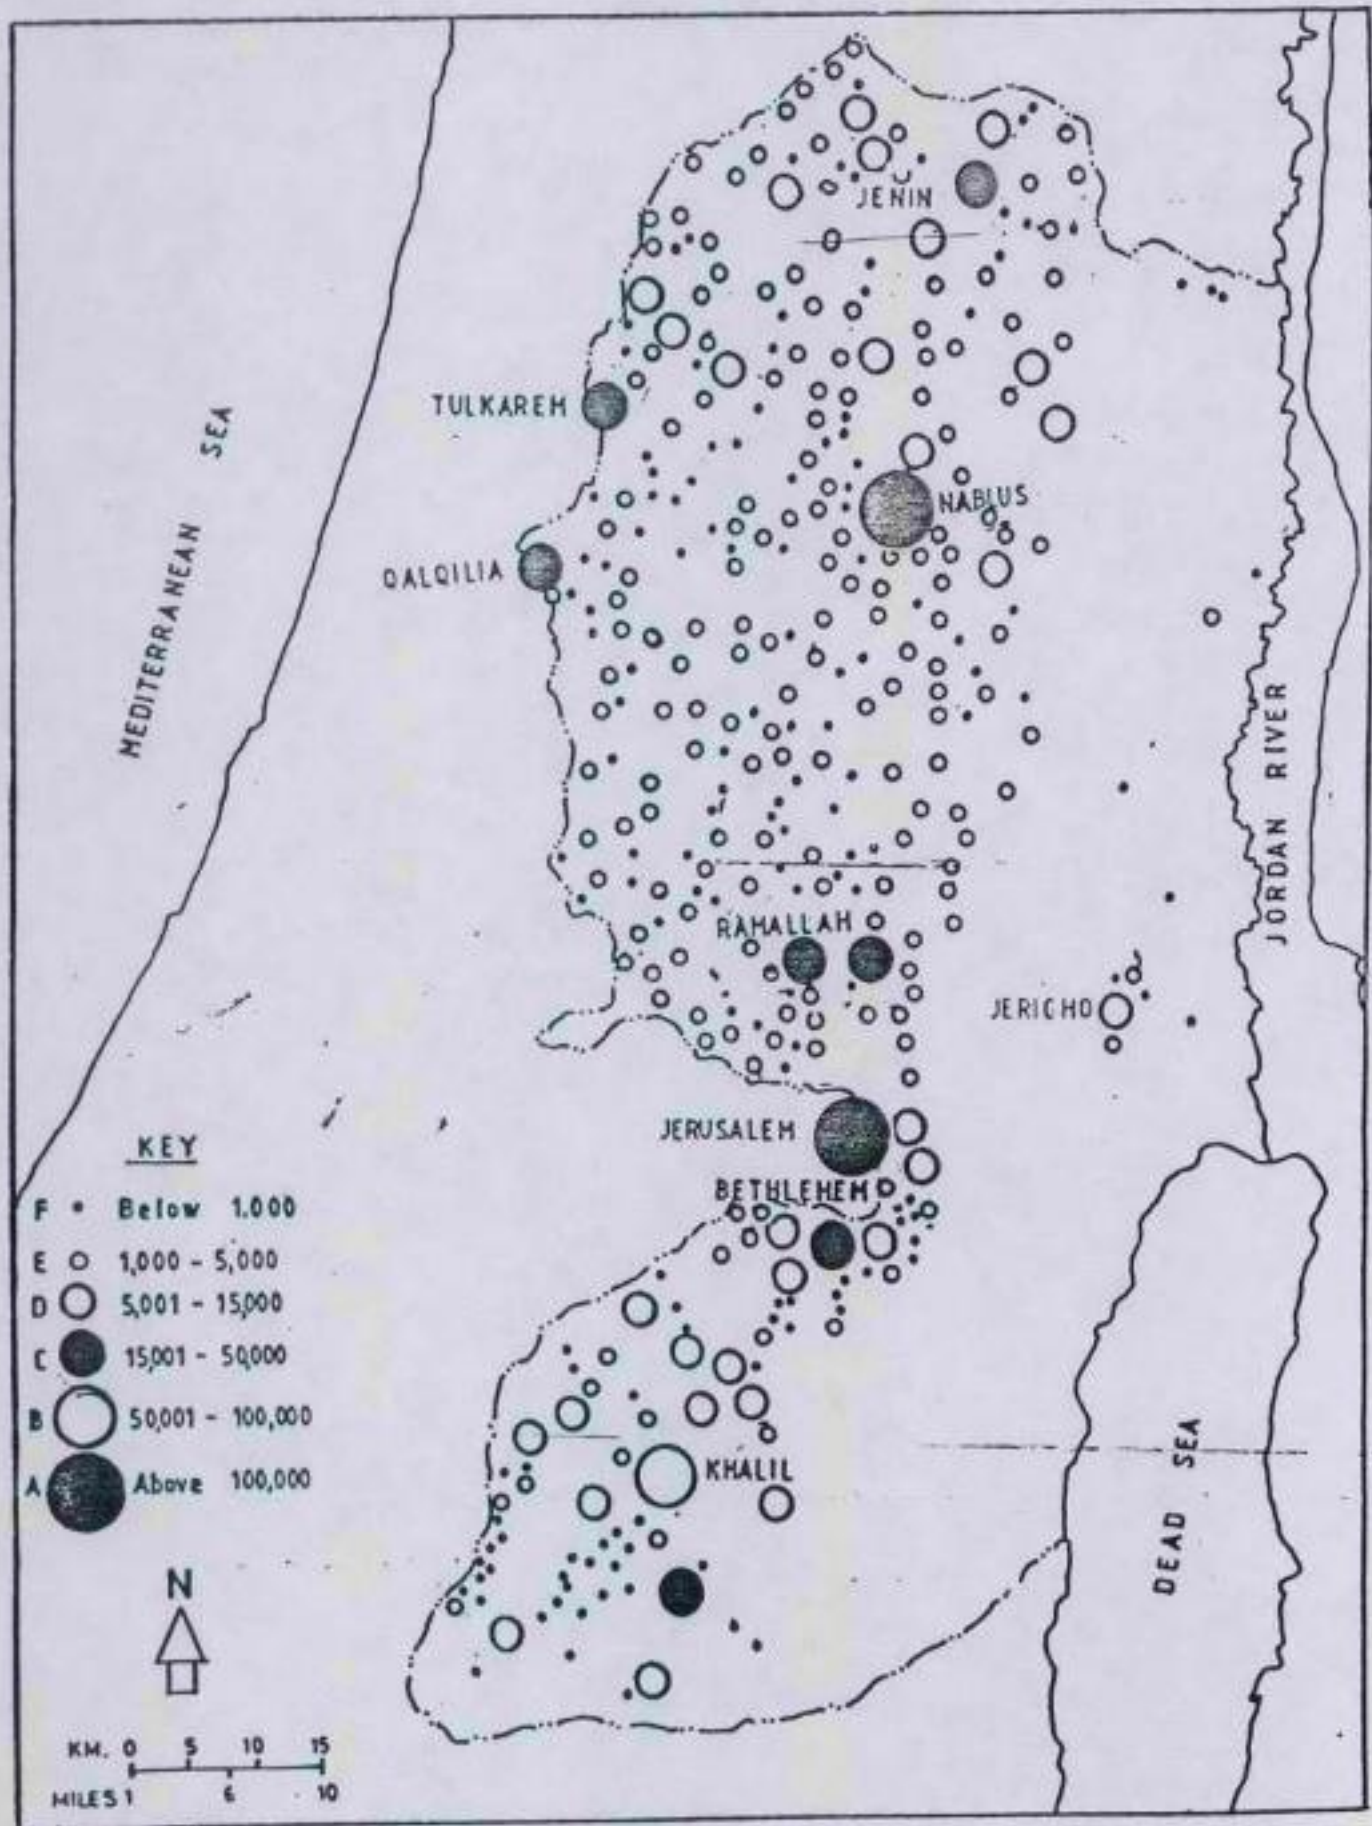 JENIN
TULKAREM
NABLUS
QALQILIA
MEDITERRANEAN SEA
JORDAN RIVER
RAMALLAH
JERICHO
JERUSALEM
BETHLEHEM
KHALIL
DEAD SEA
KEY
F Below 1.000
E 1,000 - 5,000
D 5,001 - 15,000
C 15,001 - 50,000
B 50,001 - 100,000
A Above 100,000
N
KM. 0 5 10 15
MILES 1 6 10